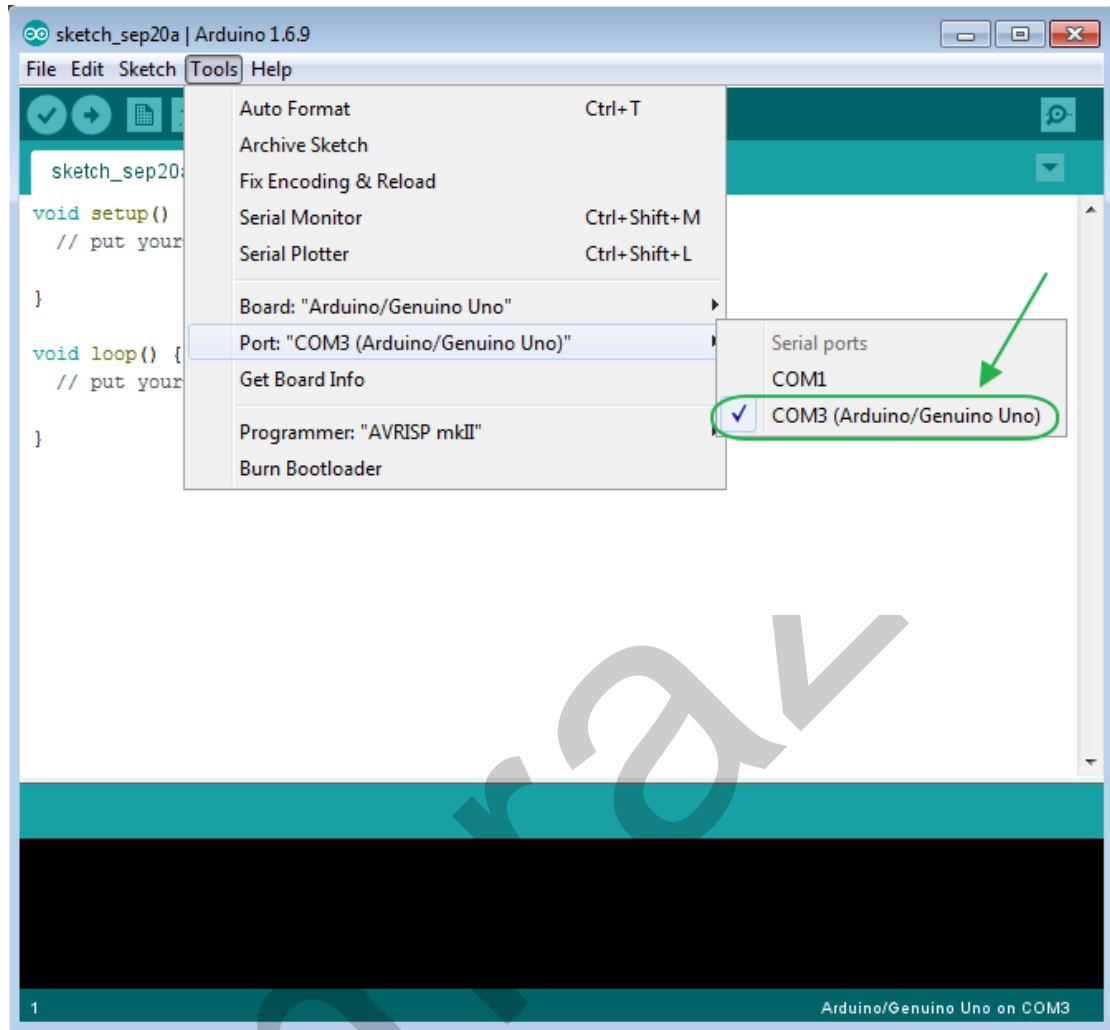 sketch_sep20a | Arduino 1.6.9
File Edit Sketch Tools Help
sketch_sep20a
void setup()
// put your
}
void loop() {
// put your
}
Auto Format Ctrl+T
Archive Sketch
Fix Encoding & Reload
Serial Monitor Ctrl+Shift+M
Serial Plotter Ctrl+Shift+L
Board: "Arduino/Genuino Uno"
Port: "COM3 (Arduino/Genuino Uno)"
Get Board Info
Programmer: "AVRISP mkII"
Burn Bootloader
Serial ports
COM1
COM3 (Arduino/Genuino Uno)
1 Arduino/Genuino Uno on COM3